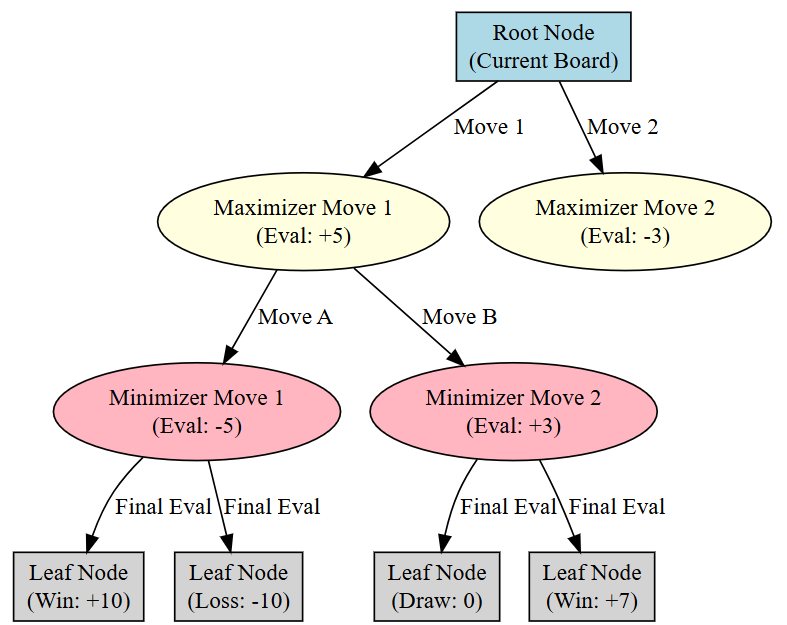 Root Node
(Current Board)
Move 1
Move 2
Maximizer Move 1
(Eval: +5)
Maximizer Move 2
(Eval: -3)
Move A
Move B
Minimizer Move 1
(Eval: -5)
Minimizer Move 2
(Eval: +3)
Final Eval
Final Eval
Final Eval
Final Eval
Leaf Node
(Win: +10)
Leaf Node
(Loss: -10)
Leaf Node
(Draw: 0)
Leaf Node
(Win: +7)